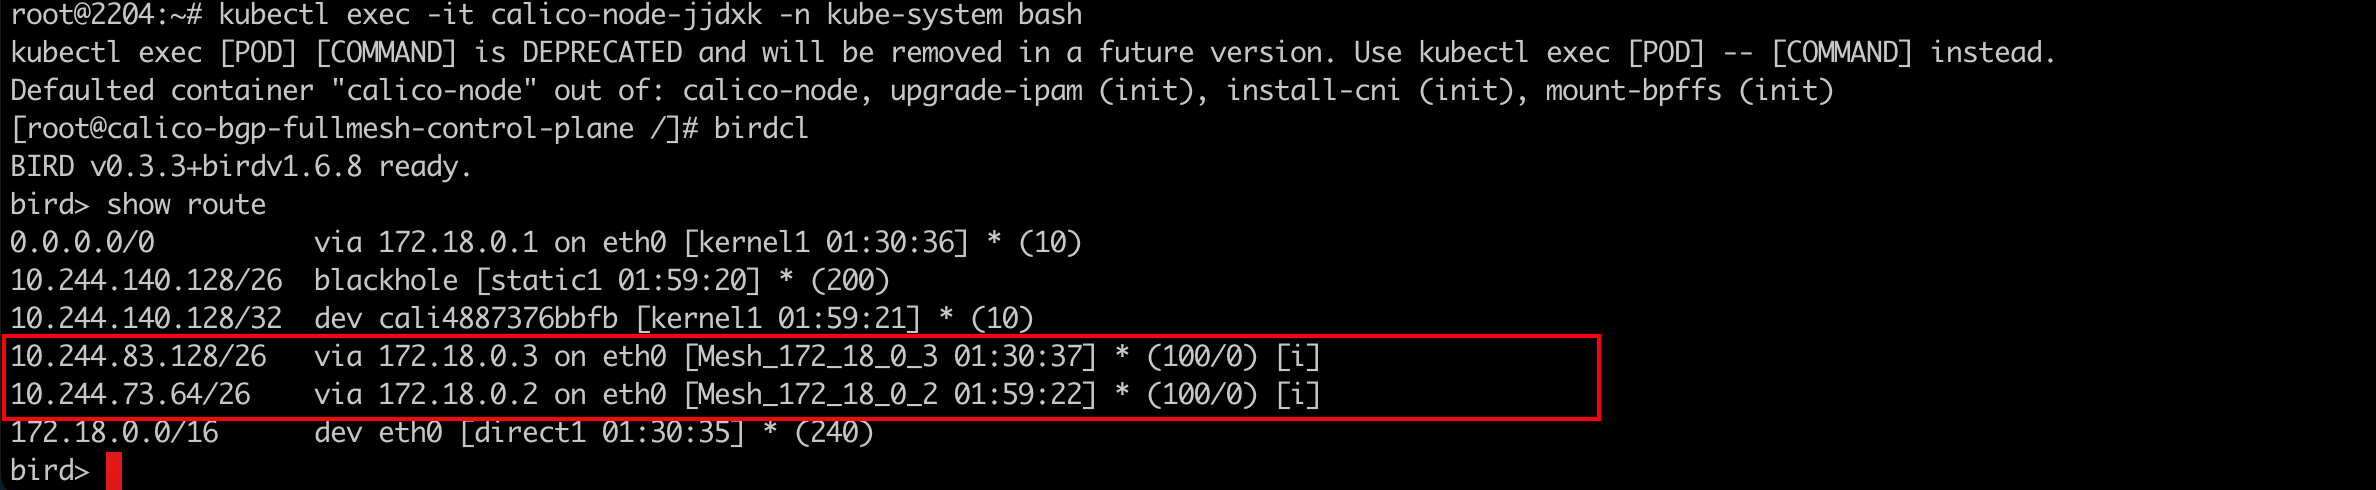 root@2204:~# kubectl exec -it calico-node-jjdxk -n kube-system bash
kubectl exec [POD] [COMMAND] is DEPRECATED and will be removed in a future version. Use kubectl exec [POD] -- [COMMAND] instead.
Defaulted container "calico-node" out of: calico-node, upgrade-ipam (init), install-cni (init), mount-bpffs (init)
[root@calico-bgp-fullmesh-control-plane /]# birdcl
BIRD v0.3.3+birdv1.6.8 ready.
bird> show route
0.0.0.0/0          via 172.18.0.1 on eth0 [kernel1 01:30:36] * (10)
10.244.140.128/26  blackhole [static1 01:59:20] * (200)
10.244.140.128/32  dev cali4887376bbfb [kernel1 01:59:21] * (10)
10.244.83.128/26   via 172.18.0.3 on eth0 [Mesh_172_18_0_3 01:30:37] * (100/0) [i]
10.244.73.64/26    via 172.18.0.2 on eth0 [Mesh_172_18_0_2 01:59:22] * (100/0) [i]
172.18.0.0/16      dev eth0 [direct1 01:30:35] * (240)
bird>